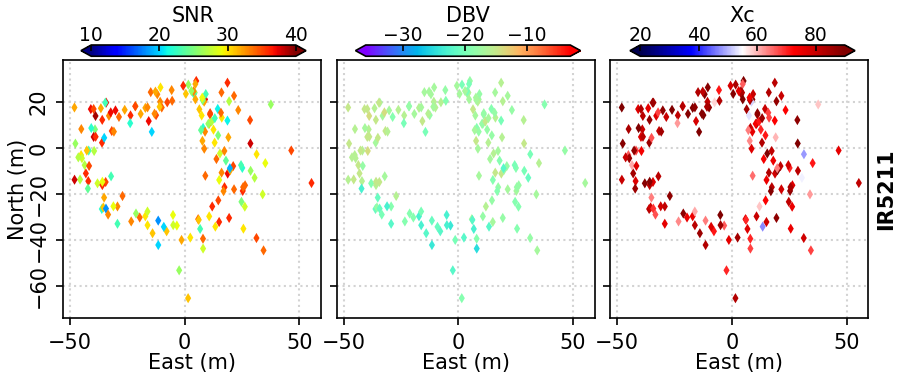 SNR DBV Xc
10 20 30 40 −30 −20 −10 20 40 60 80
20
0
−20
−40
−60
North (m)
IR5211
−50 0 50 −50 0 50 −50 0 50
East (m) East (m) East (m)